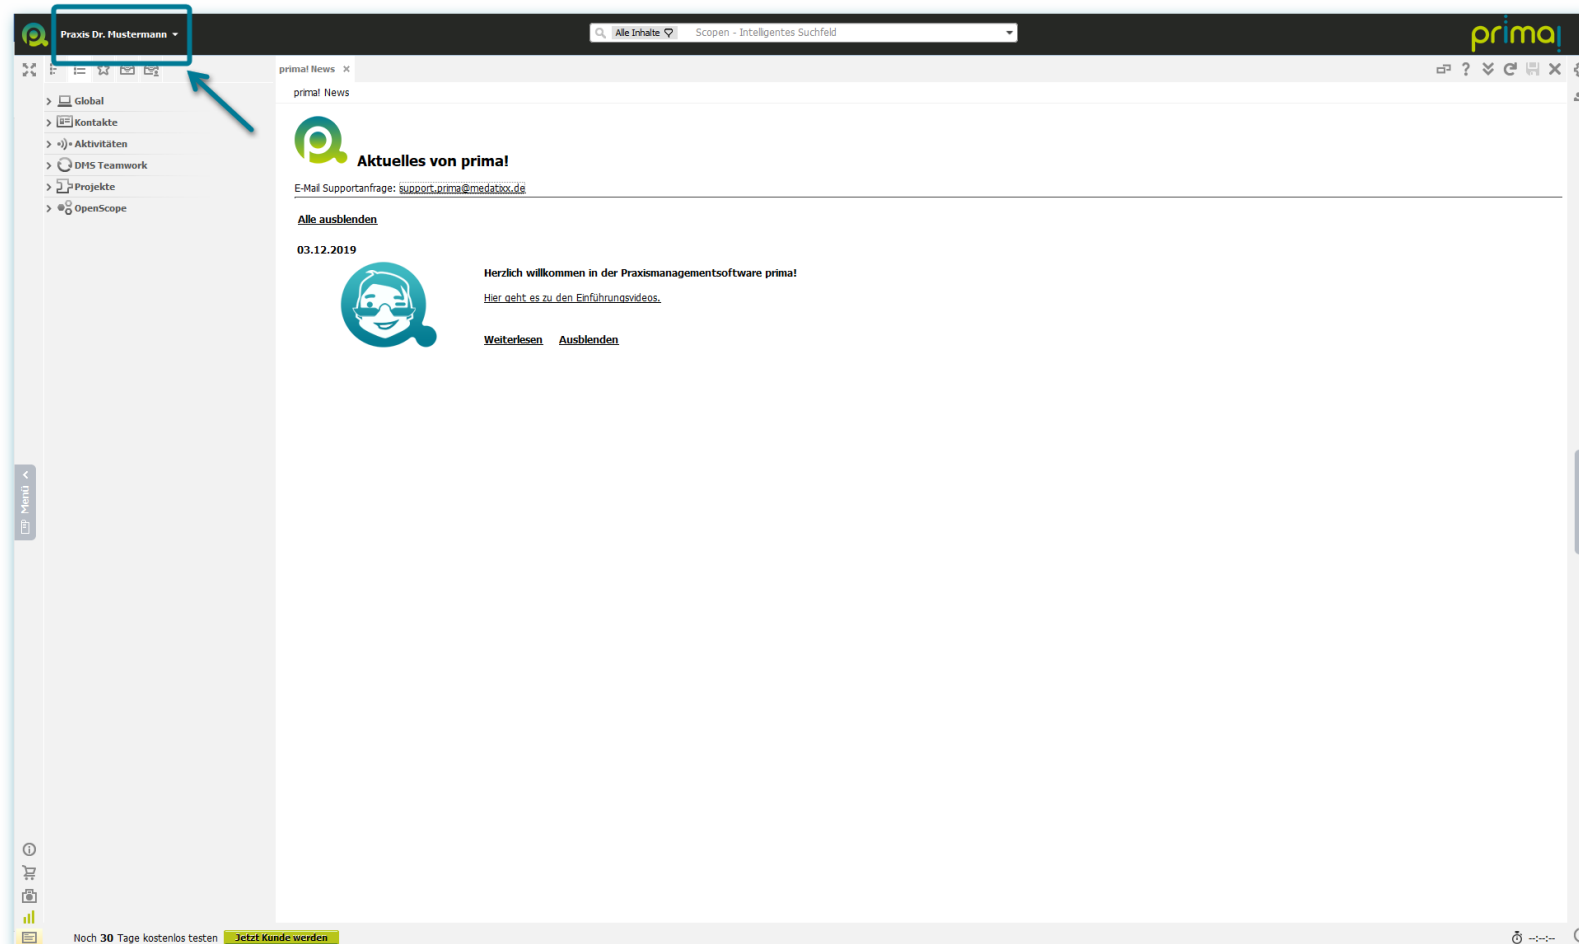 Praxis Dr. Mustermann
Alle Inhalte
Scopen - Intelligentes Suchfeld
prima!
prima! News
prima! News
Global
Kontakte
Aktivitäten
DMS Teamwork
Projekte
OpenScope
Aktuelles von prima!
E-Mail Supportanfrage: support.prima@medatixx.de
Alle ausblenden
03.12.2019
Herzlich willkommen in der Praxismanagementsoftware prima!
Hier geht es zu den Einführungsvideos.
Weiterlesen Ausblenden
Menü
Noch 30 Tage kostenlos testen Jetzt Kunde werden
--:--:--